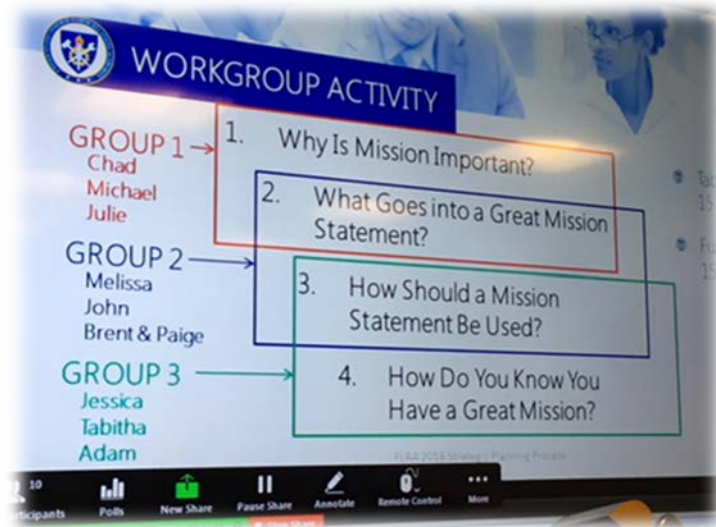 WORKGROUP ACTIVITY
GROUP 1
Chad
Michael
Julie
1. Why Is Mission Important?
2. What Goes into a Great Mission
Statement?
GROUP 2
Melissa
John
Brent & Paige
3. How Should a Mission
Statement Be Used?
GROUP 3
Jessica
Tabitha
Adam
4. How Do You Know You
Have a Great Mission?
15
15
FLRA 2018 Strategic Planning Process
10
Participants
Polls
New Share
Pause Share
Annotate
Remote Control
More